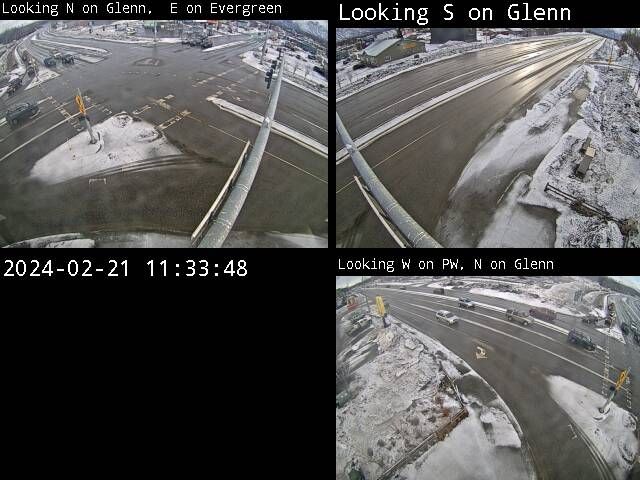 Looking N on Glenn, E on Evergreen
Looking S on Glenn
2024-02-21 11:33:48
Looking W on PW, N on Glenn